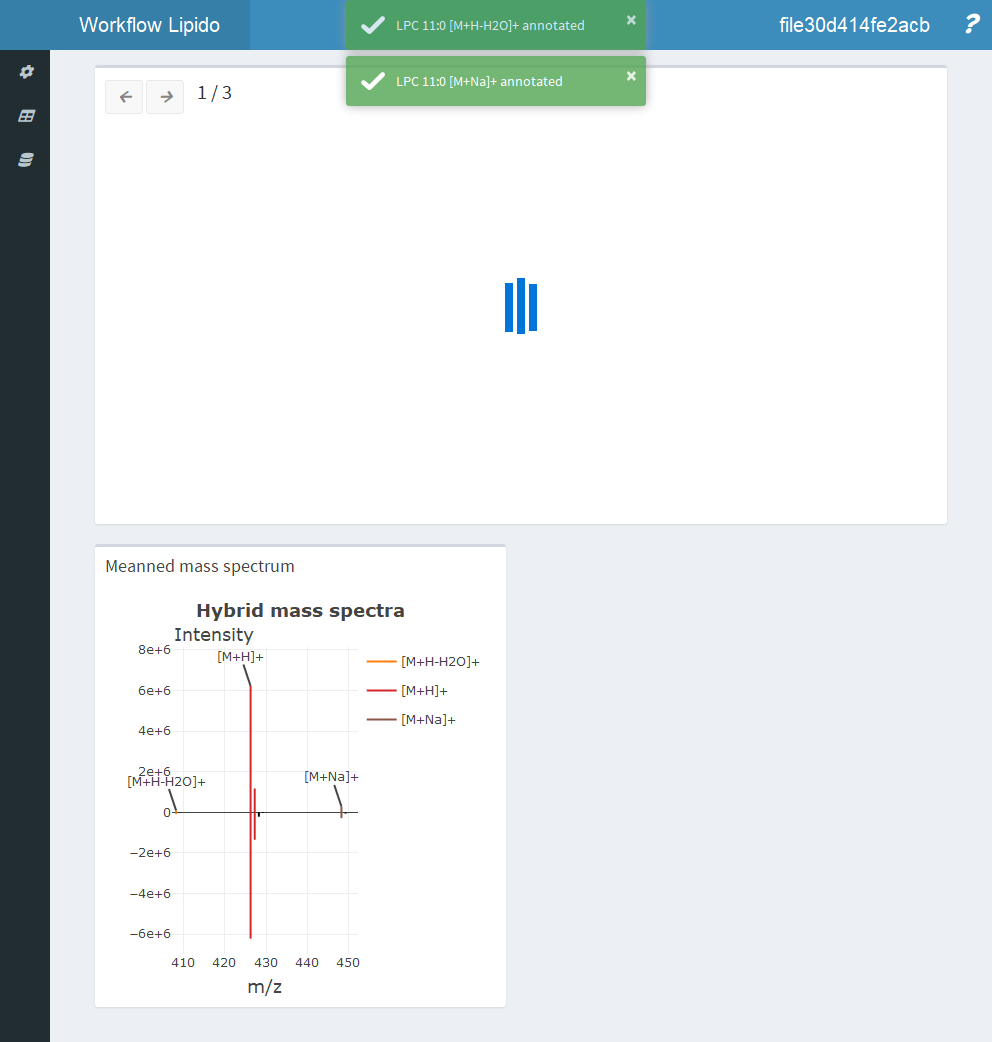 Workflow Lipido
LPC 11:0 [M+H-H2O]+ annotated
×
file30d414fe2acb
?
LPC 11:0 [M+Na]+ annotated
×
1 / 3
Meanned mass spectrum
Hybrid mass spectra
Intensity
8e+6
6e+6
4e+6
2e+6
0
−2e+6
−4e+6
−6e+6
[M+H]+
[M+H-H2O]+
[M+Na]+
[M+H-H2O]+
[M+H]+
[M+Na]+
410 420 430 440 450
m/z